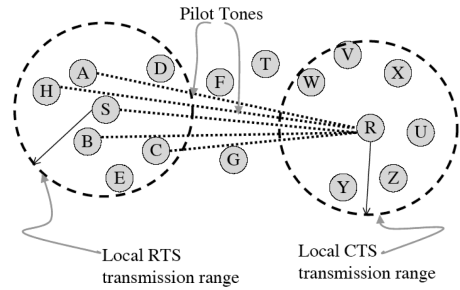 Pilot Tones
V
T
D
A
X
F
W
H
S
R
U
B
C
G
E
Y
Z
Local RTS
transmission range
Local CTS
transmission range